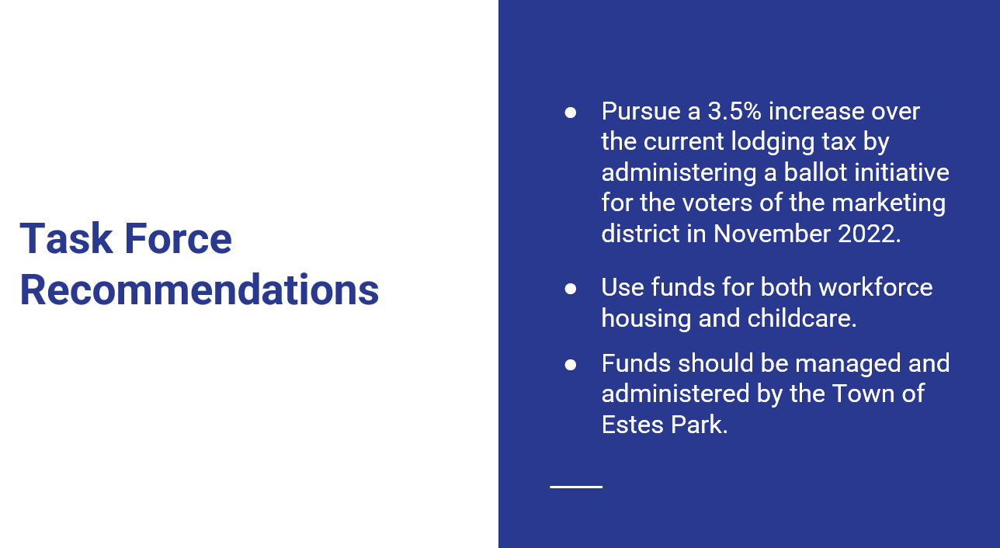 Task Force
Recommendations
● Pursue a 3.5% increase over
the current lodging tax by
administering a ballot initiative
for the voters of the marketing
district in November 2022.
● Use funds for both workforce
housing and childcare.
● Funds should be managed and
administered by the Town of
Estes Park.